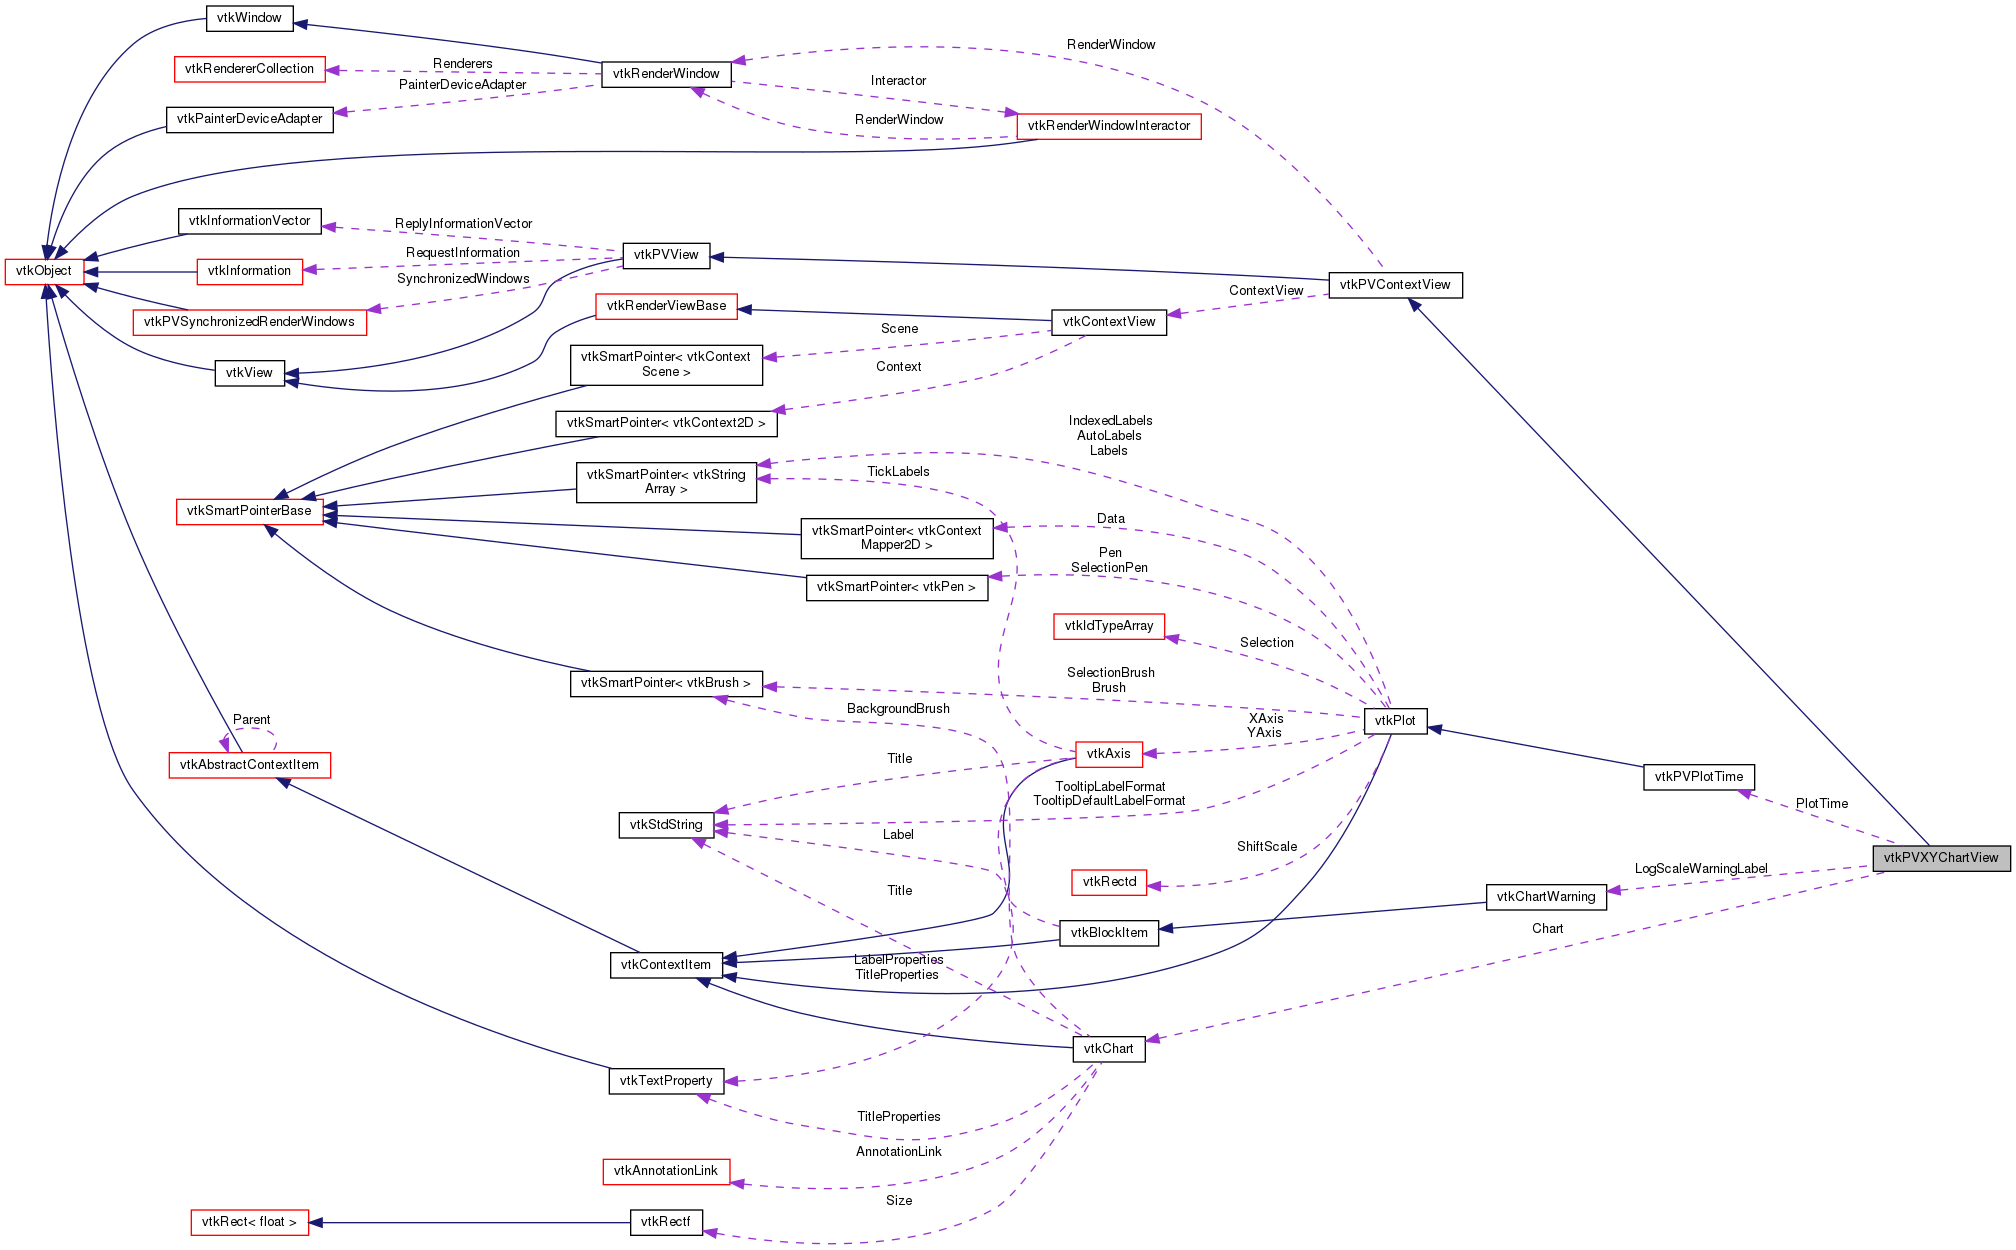 vtkWindow
RenderWindow
vtkRendererCollection
Renderers
vtkRenderWindow
PainterDeviceAdapter
Interactor
vtkPainterDeviceAdapter
RenderWindow
vtkRenderWindowInteractor
vtkInformationVector
ReplyInformationVector
vtkObject
vtkInformation
RequestInformation
vtkPVView
SynchronizedWindows
vtkPVSynchronizedRenderWindows
vtkRenderViewBase
ContextView
vtkPVContextView
vtkContextView
Scene
vtkView
vtkSmartPointer< vtkContext
Scene >
Context
vtkSmartPointer< vtkContext2D >
IndexedLabels
AutoLabels
Labels
vtkSmartPointer< vtkString
Array >
TickLabels
vtkSmartPointerBase
vtkSmartPointer< vtkContext
Mapper2D >
Data
Pen
SelectionPen
vtkSmartPointer< vtkPen >
vtkIdTypeArray
Selection
vtkSmartPointer< vtkBrush >
SelectionBrush
Brush
BackgroundBrush
Parent
vtkAbstractContextItem
XAxis
YAxis
vtkPlot
vtkAxis
Title
vtkPVPlotTime
TooltipLabelFormat
TooltipDefaultLabelFormat
PlotTime
vtkStdString
Label
ShiftScale
vtkPVXYChartView
vtkRectd
LogScaleWarningLabel
Title
vtkChartWarning
vtkBlockItem
Chart
vtkContextItem
LabelProperties
TitleProperties
vtkChart
vtkTextProperty
TitleProperties
AnnotationLink
vtkAnnotationLink
Size
vtkRect< float >
vtkRectf